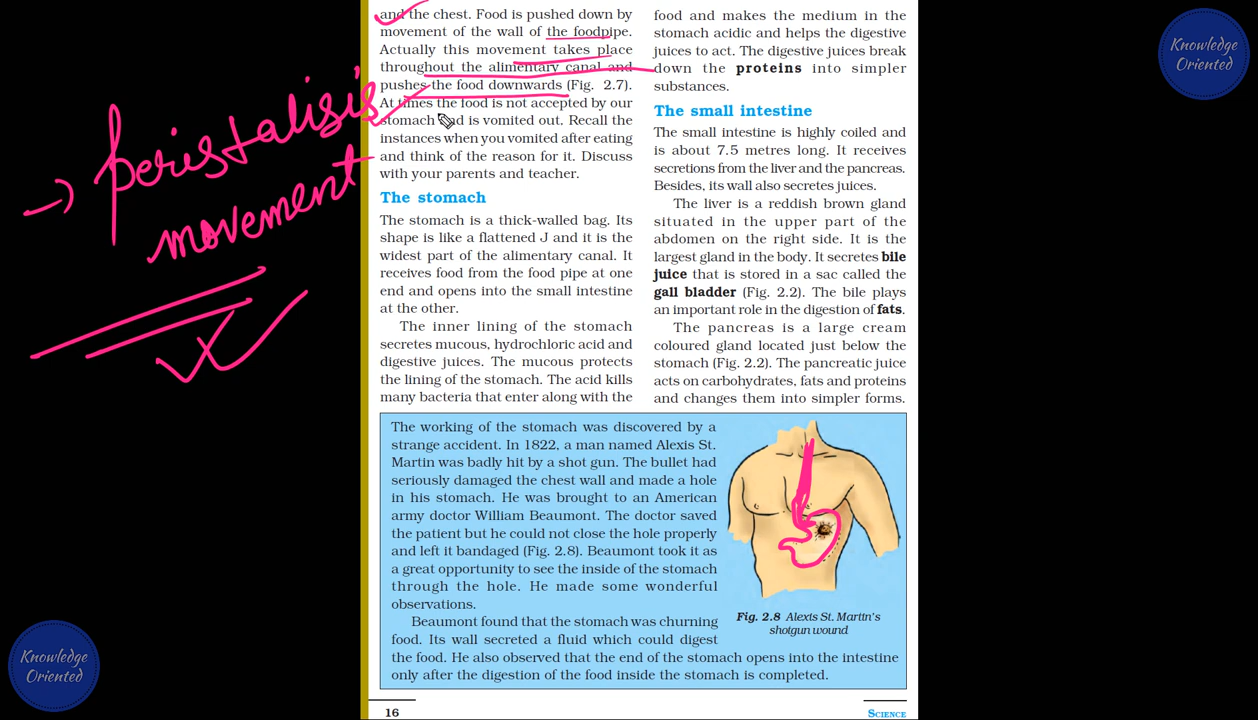 Knowledge
Oriented
→ peristalisis
movement
and the chest. Food is pushed down by
movement of the wall of the foodpipe.
Actually this movement takes place
throughout the alimentary canal and
pushes the food downwards (Fig. 2.7).
At times the food is not accepted by our
stomach and is vomited out. Recall the
instances when you vomited after eating
and think of the reason for it. Discuss
with your parents and teacher.
The stomach
The stomach is a thick-walled bag. Its
shape is like a flattened J and it is the
widest part of the alimentary canal. It
receives food from the food pipe at one
end and opens into the small intestine
at the other.
The inner lining of the stomach
secretes mucous, hydrochloric acid and
digestive juices. The mucous protects
the lining of the stomach. The acid kills
many bacteria that enter along with the
food and makes the medium in the
stomach acidic and helps the digestive
juices to act. The digestive juices break
down the proteins into simpler
substances.
The small intestine
The small intestine is highly coiled and
is about 7.5 metres long. It receives
secretions from the liver and the pancreas.
Besides, its wall also secretes juices.
The liver is a reddish brown gland
situated in the upper part of the
abdomen on the right side. It is the
largest gland in the body. It secretes bile
juice that is stored in a sac called the
gall bladder (Fig. 2.2). The bile plays
an important role in the digestion of fats.
The pancreas is a large cream
coloured gland located just below the
stomach (Fig. 2.2). The pancreatic juice
acts on carbohydrates, fats and proteins
and changes them into simpler forms.
The working of the stomach was discovered by a
strange accident. In 1822, a man named Alexis St.
Martin was badly hit by a shot gun. The bullet had
seriously damaged the chest wall and made a hole
in his stomach. He was brought to an American
army doctor William Beaumont. The doctor saved
the patient but he could not close the hole properly
and left it bandaged (Fig. 2.8). Beaumont took it as
a great opportunity to see the inside of the stomach
through the hole. He made some wonderful
observations.
Beaumont found that the stomach was churning
food. Its wall secreted a fluid which could digest
the food. He also observed that the end of the stomach opens into the intestine
only after the digestion of the food inside the stomach is completed.
Fig. 2.8 Alexis St. Martin's
shotgun wound
16
SCIENCE
Knowledge
Oriented